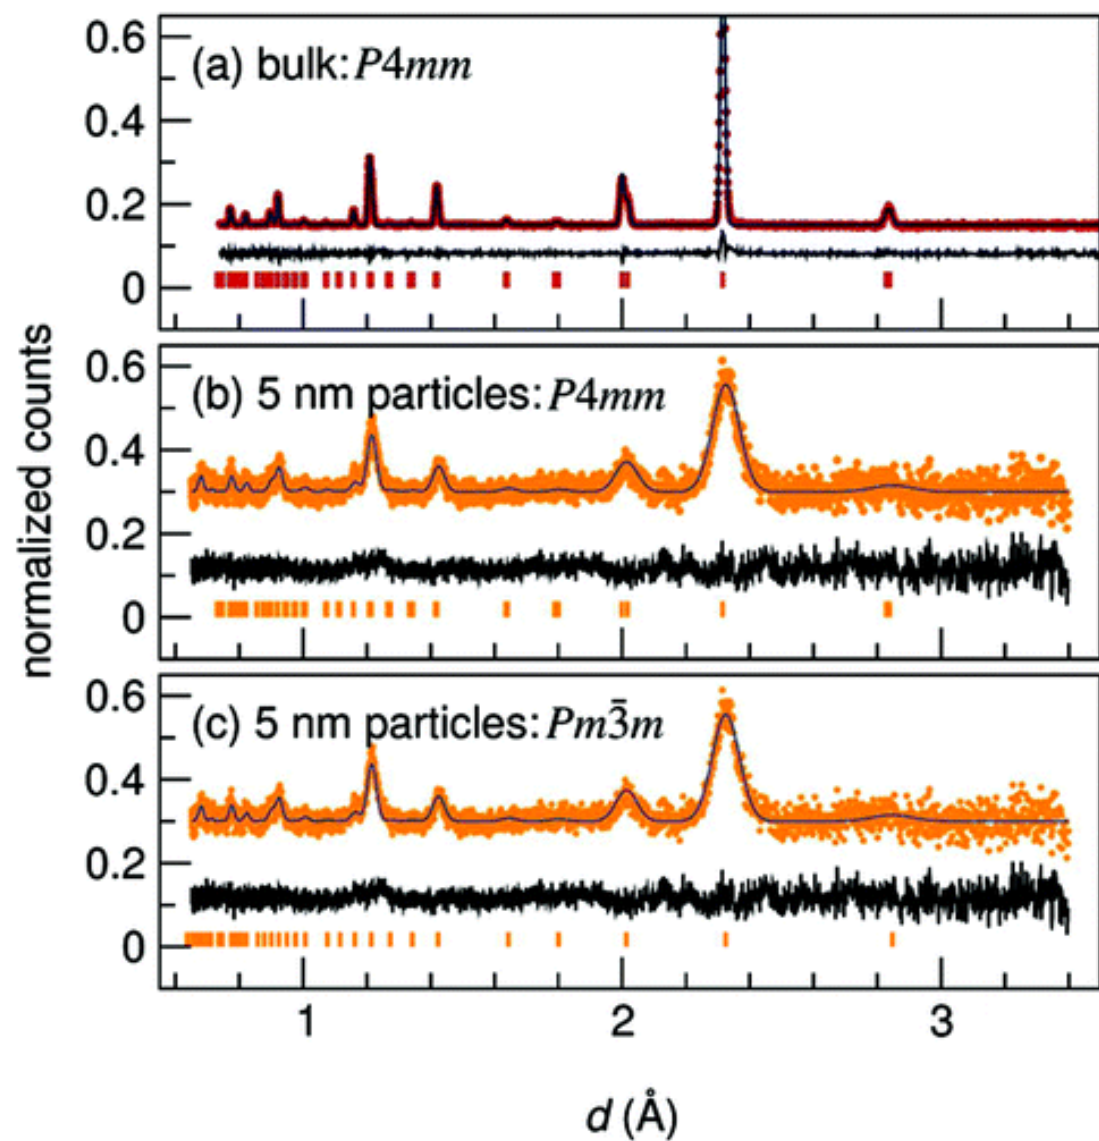 0.6
(a) bulk: P4mm
0.4
0.2
0
0.6
(b) 5 nm particles: P4mm
0.4
0.2
0
0.6
(c) 5 nm particles: Pm3̄m
0.4
0.2
0
normalized counts
1 2 3
d (Å)